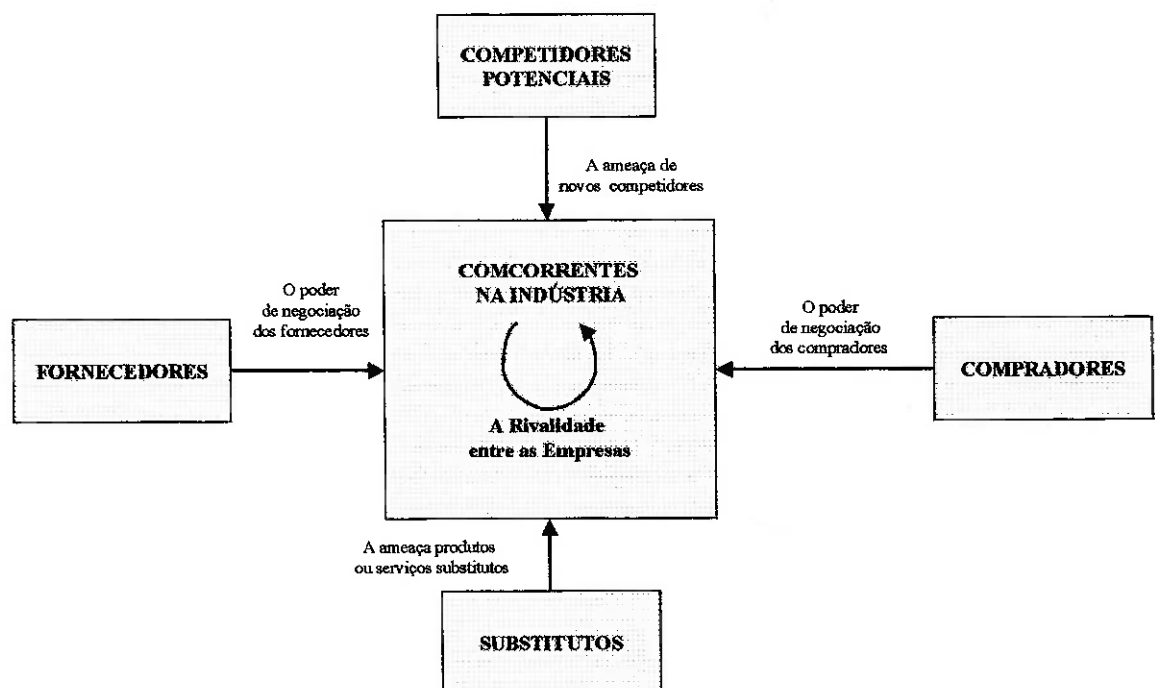 COMPETIDORES
POTENCIAIS
A ameaça de
novos competidores
COMCORRENTES
NA INDÚSTRIA
O poder
de negociação
dos fornecedores
O poder
de negociação
dos compradores
FORNECEDORES
COMPRADORES
A Rivalidade
entre as Empresas
A ameaça produtos
ou serviços substitutos
SUBSTITUTOS